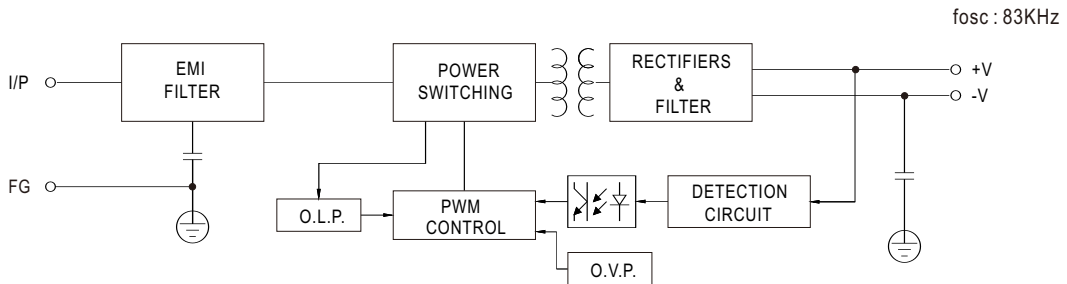 fosc : 83KHz
I/P
EMI
FILTER
POWER
SWITCHING
RECTIFIERS
&
FILTER
+V
-V
FG
O.L.P.
PWM
CONTROL
DETECTION
CIRCUIT
O.V.P.